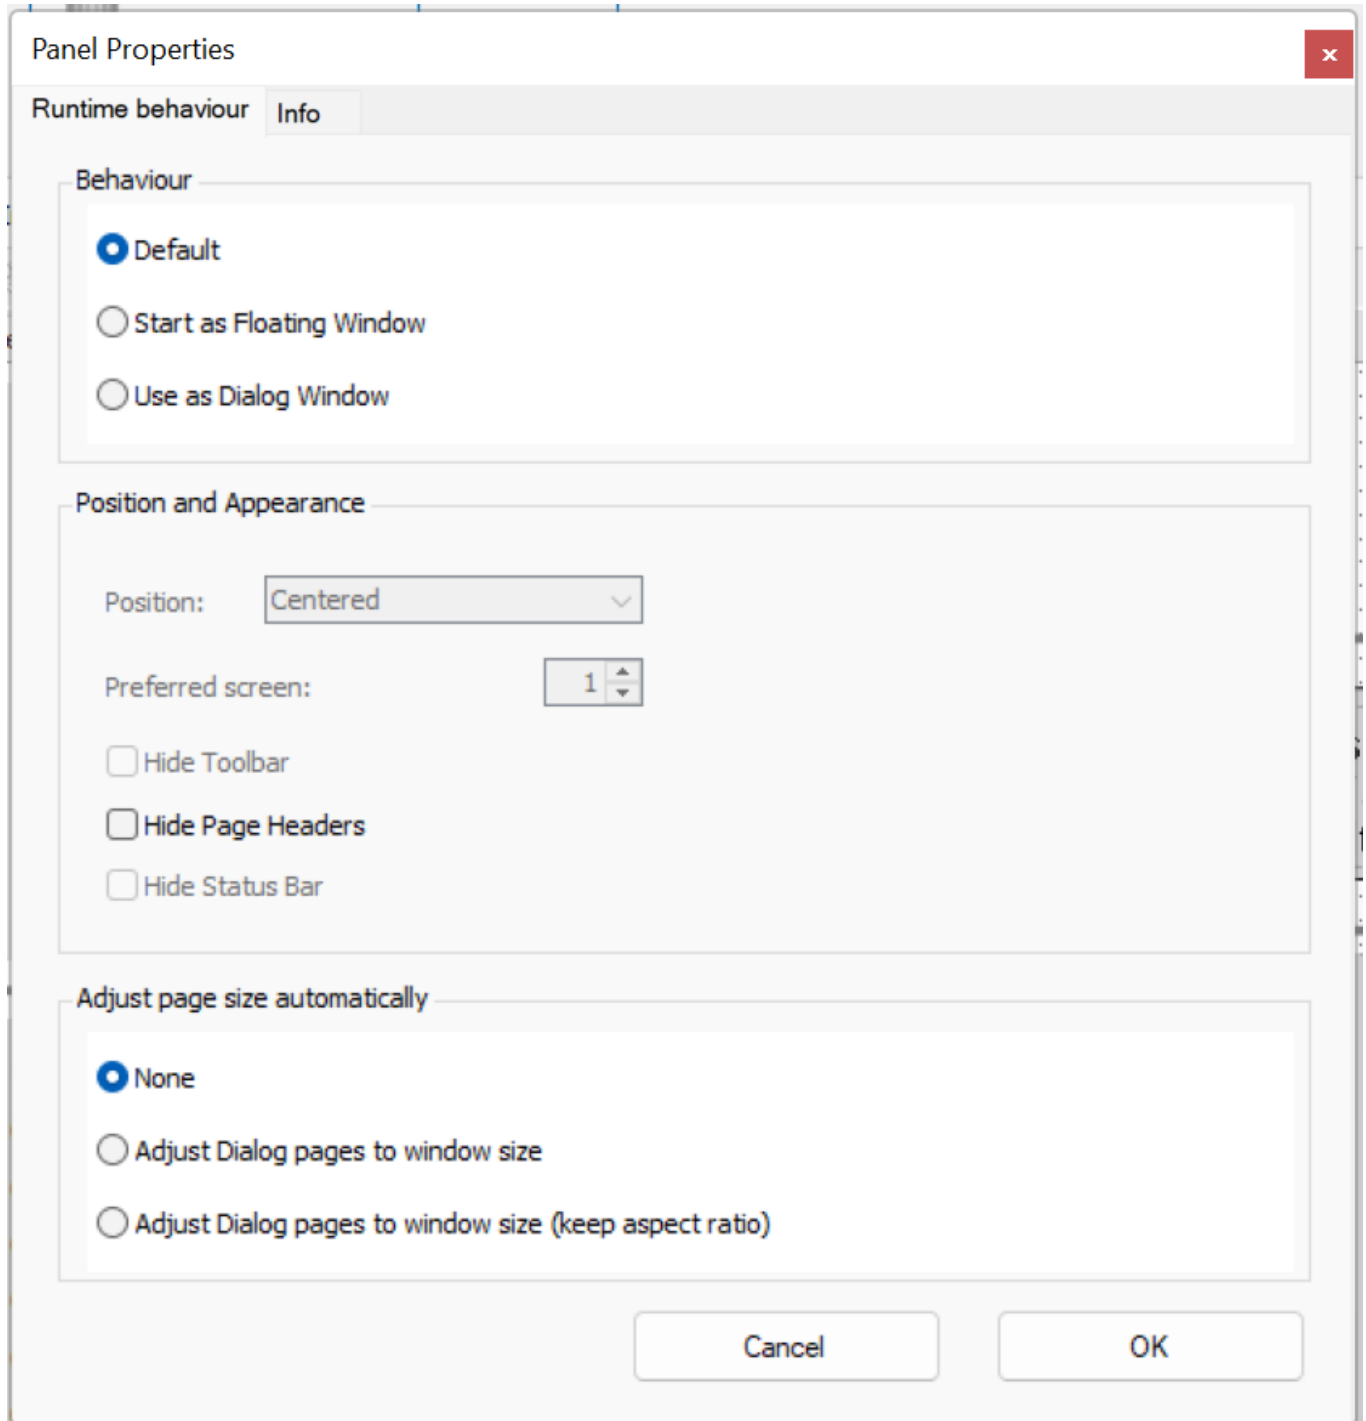 Panel Properties
x
Runtime behaviour
Info
Behaviour
Default
Start as Floating Window
Use as Dialog Window
Position and Appearance
Position:
Centered
Preferred screen:
1
Hide Toolbar
Hide Page Headers
Hide Status Bar
Adjust page size automatically
None
Adjust Dialog pages to window size
Adjust Dialog pages to window size (keep aspect ratio)
Cancel
OK